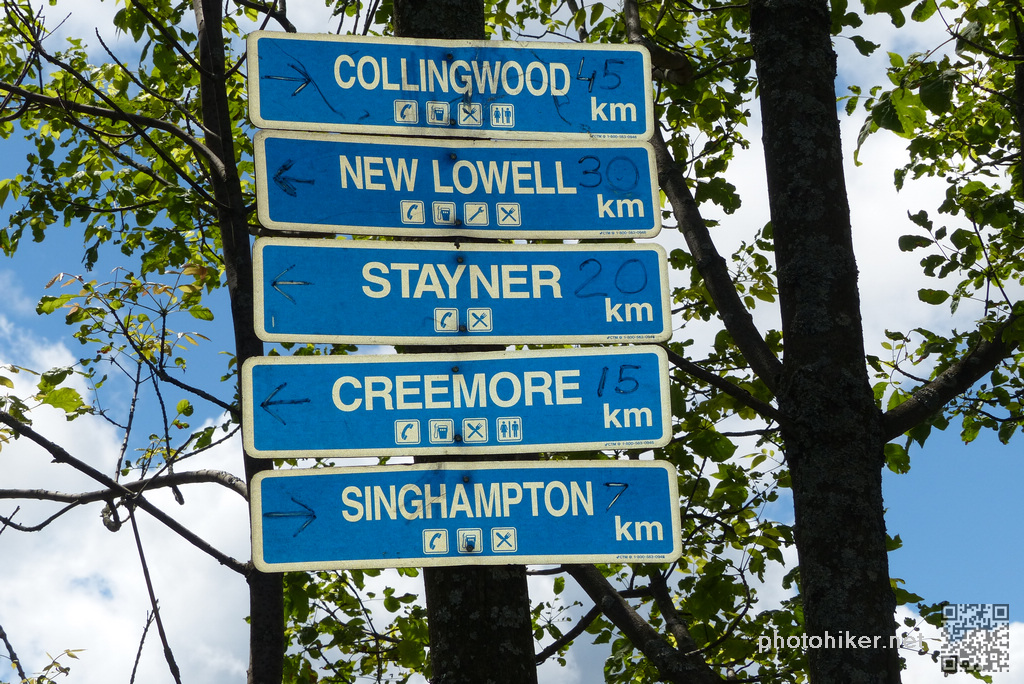 COLLINGWOOD 45
km
NEW LOWELL 30
km
STAYNER 20
km
CREEMORE 15
km
SINGHAMPTON 7
km
photohiker.net